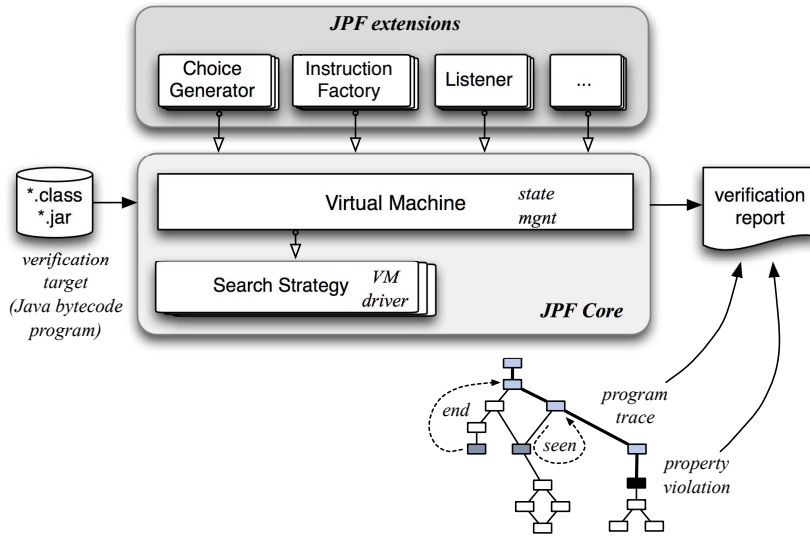 JPF extensions
Choice
Generator
Instruction
Factory
Listener
...
*.class
*.jar
verification
target
(Java bytecode
program)
Virtual Machine
state
mgnt
Search Strategy
VM
driver
JPF Core
verification
report
end
seen
program
trace
property
violation